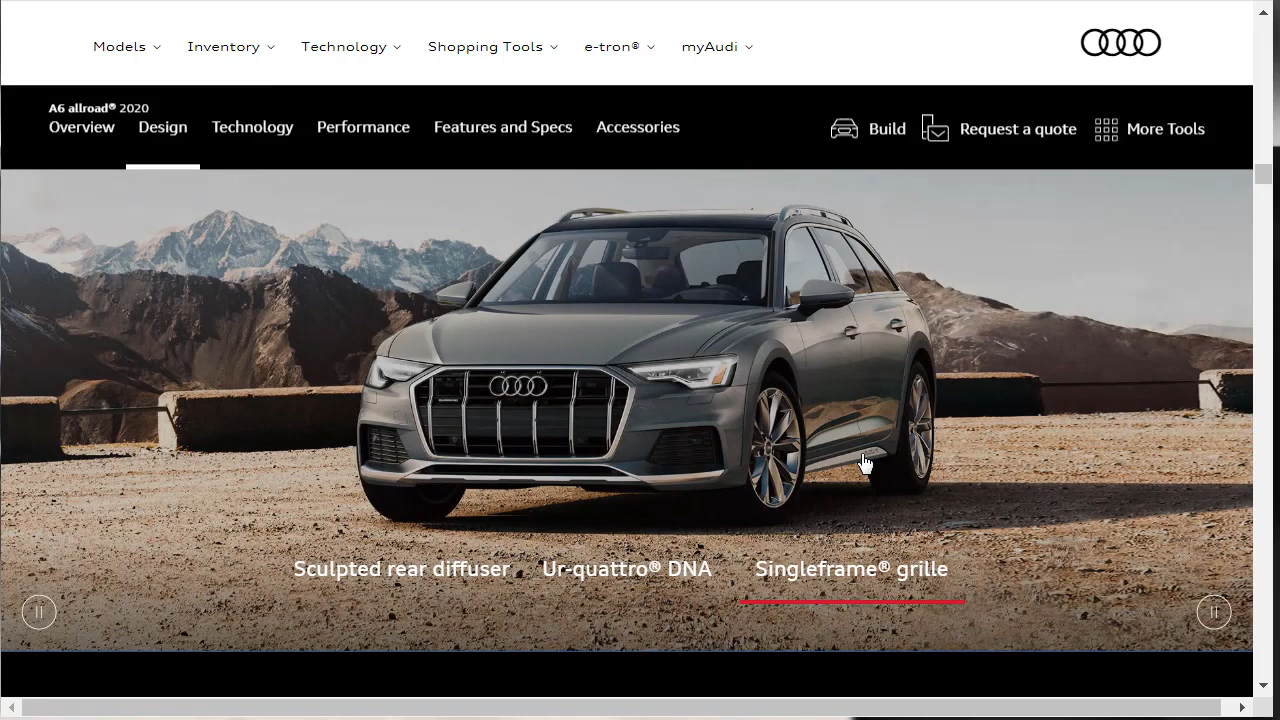 Models Inventory Technology Shopping Tools e-tron® myAudi
A6 allroad® 2020
Overview Design Technology Performance Features and Specs Accessories Build Request a quote More Tools
Sculpted rear diffuser Ur-quattro® DNA Singleframe® grille